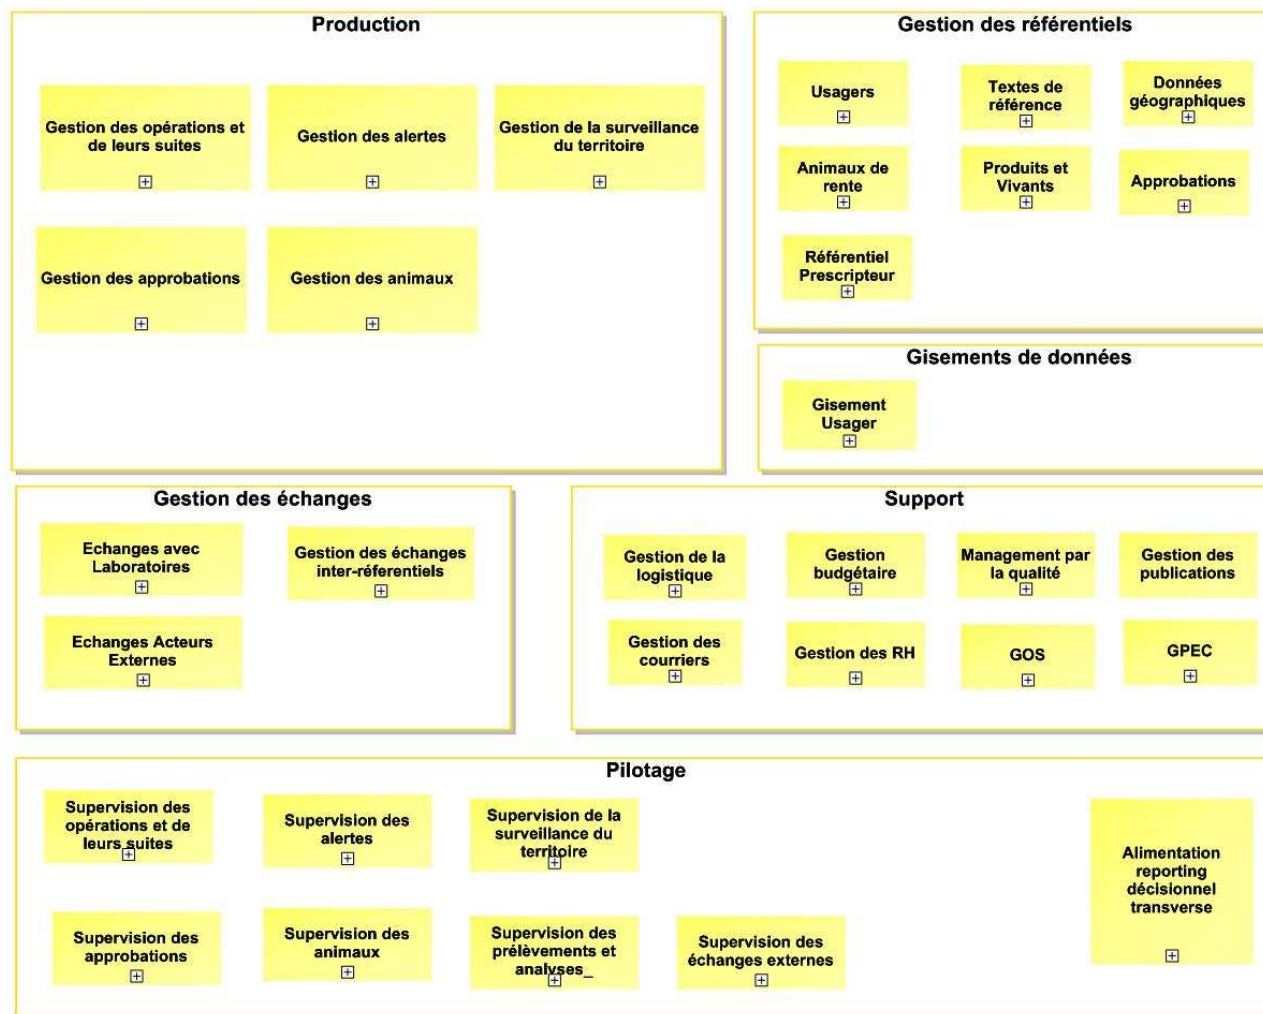 Production
Gestion des opérations et
de leurs suites
Gestion des alertes
Gestion de la surveillance
du territoire
Gestion des approbations
Gestion des animaux
Gestion des référentiels
Usagers
Textes de
référence
Données
géographiques
Animaux de
rente
Produits et
Vivants
Approbations
Référentiel
Prescripteur
Gisements de données
Gisement
Usager
Gestion des échanges
Echanges avec
Laboratoires
Gestion des échanges
inter-réferentiels
Echanges Acteurs
Externes
Support
Gestion de la
logistique
Gestion
budgétaire
Management par
la qualité
Gestion des
publications
Gestion des
courriers
Gestion des RH
GOS
GPEC
Pilotage
Supervision des
opérations et de
leurs suites
Supervision des
alertes
Supervision de la
surveillance du
territoire
Alimentation
reporting
décisionnel
transverse
Supervision des
approbations
Supervision des
animaux
Supervision des
prélèvements et
analyses_
Supervision des
échanges externes